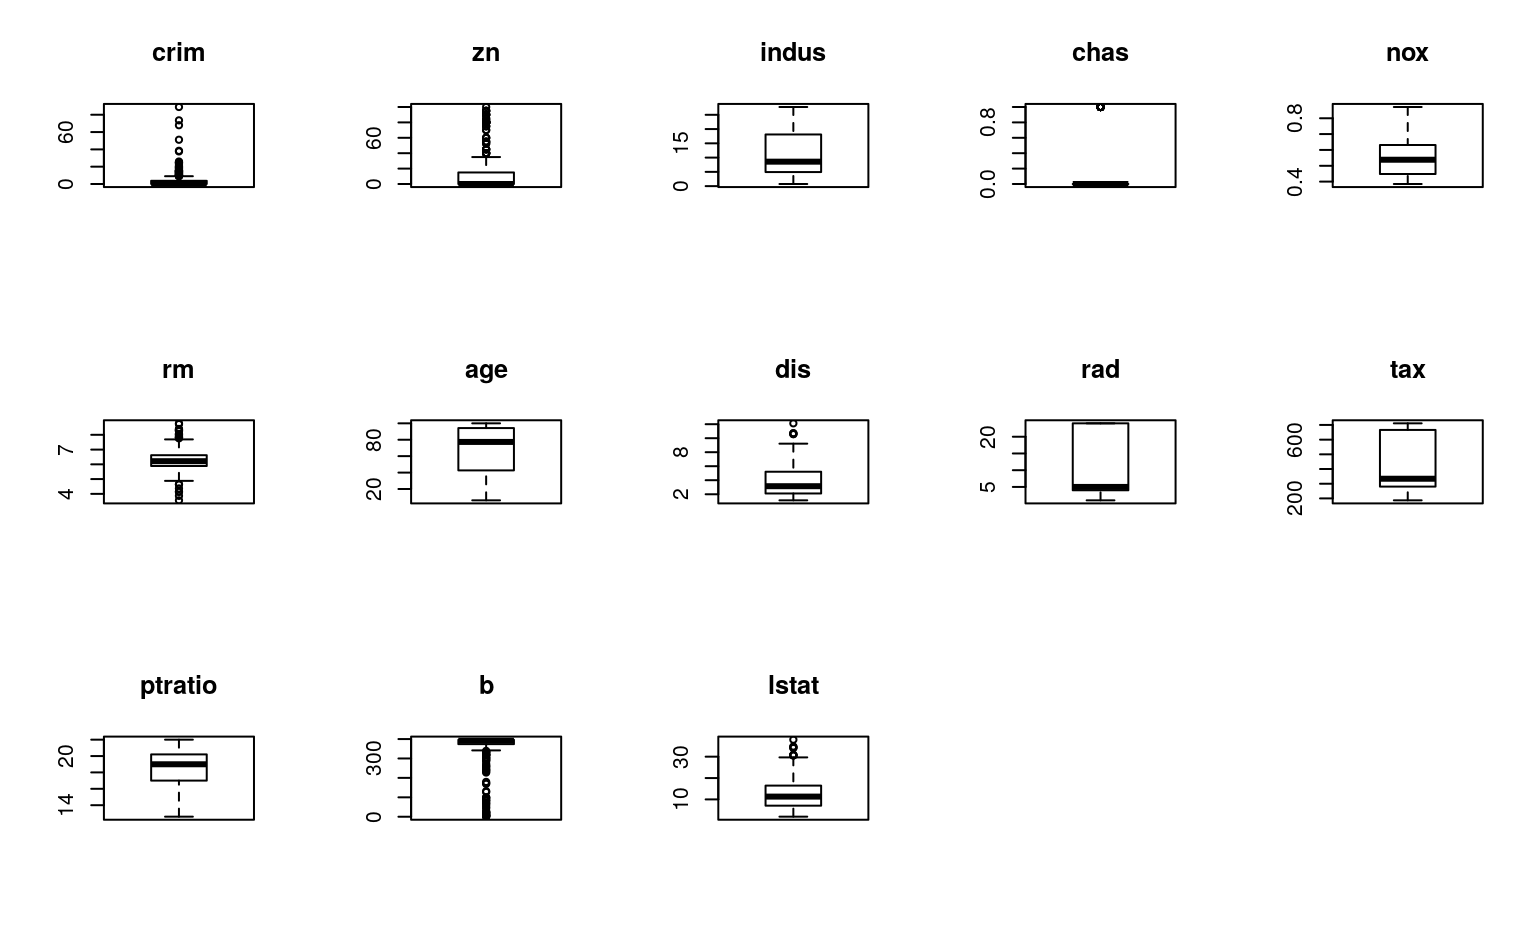 crim zn indus chas nox
60 60 15 0.8 0.8
0 0 0 0.0 0.4
rm age dis rad tax
7 80 8 20 600
4 20 2 5 200
ptratio b lstat
20 300 30
14 0 10